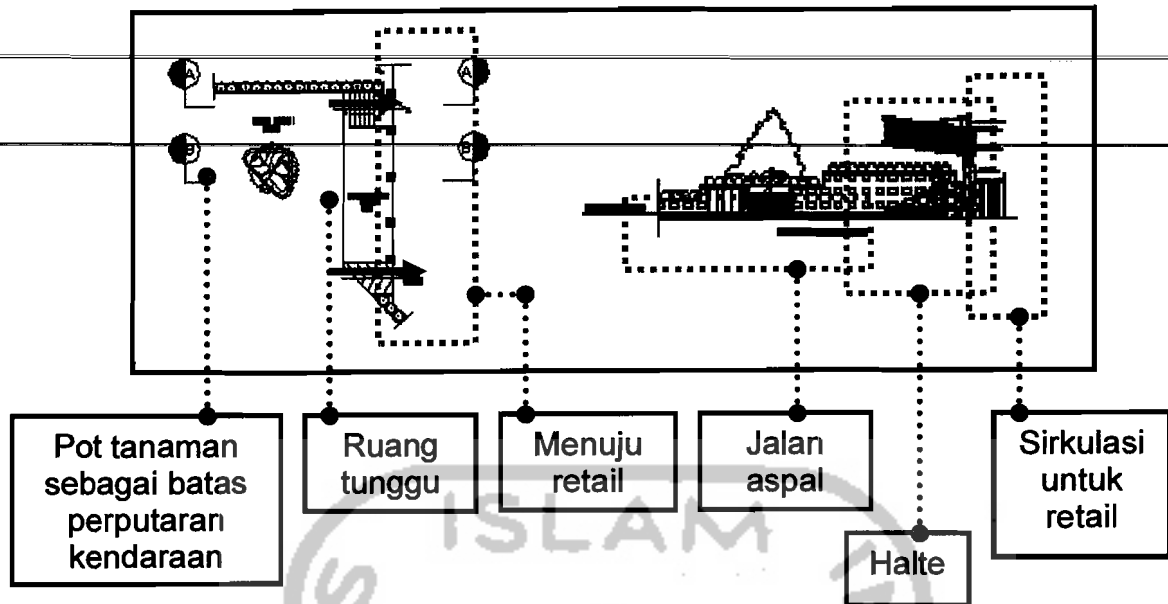 A
A
B
B
Pot tanaman
sebagai batas
perputaran
kendaraan
Ruang
tunggu
Menuju
retail
Jalan
aspal
Halte
Sirkulasi
untuk
retail
ISLAM